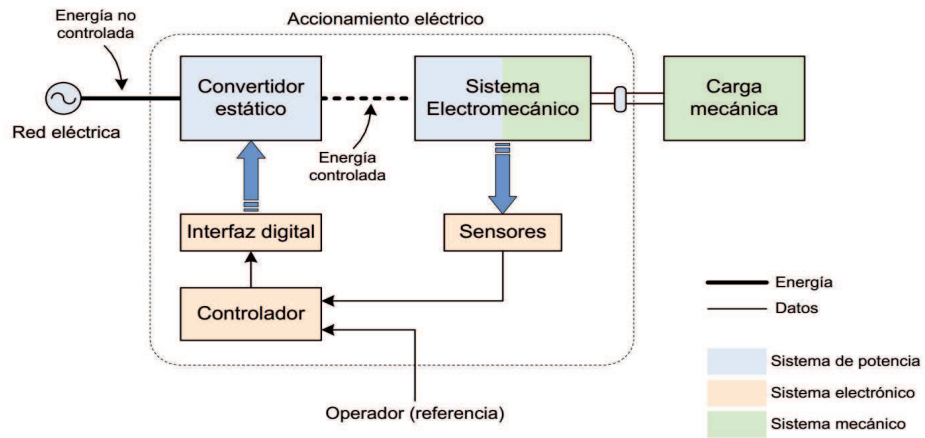 Energía no
controlada
Accionamiento eléctrico
Convertidor
estático
Sistema
Electromecánico
Carga
mecánica
Red eléctrica
Energía
controlada
Interfaz digital
Sensores
Controlador
Operador (referencia)
Energía
Datos
Sistema de potencia
Sistema electrónico
Sistema mecánico